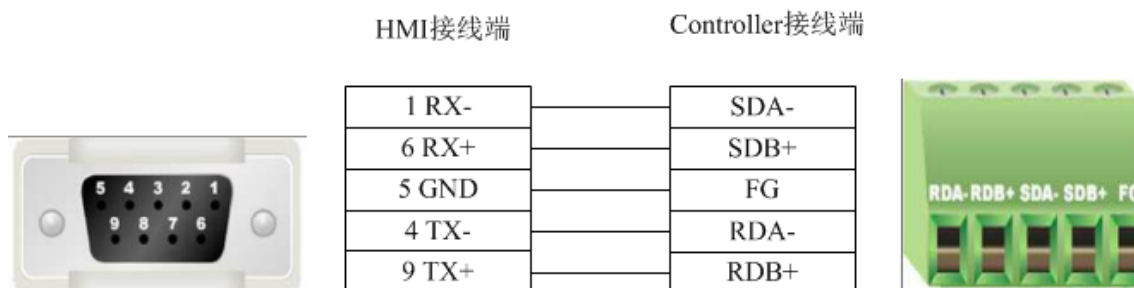 HMI接线端
Controller接线端
1 RX-
SDA-
6 RX+
SDB+
5 GND
FG
4 TX-
RDA-
9 TX+
RDB+
5 4 3 2 1
9 8 7 6
RDA- RDB+ SDA- SDB+ FG